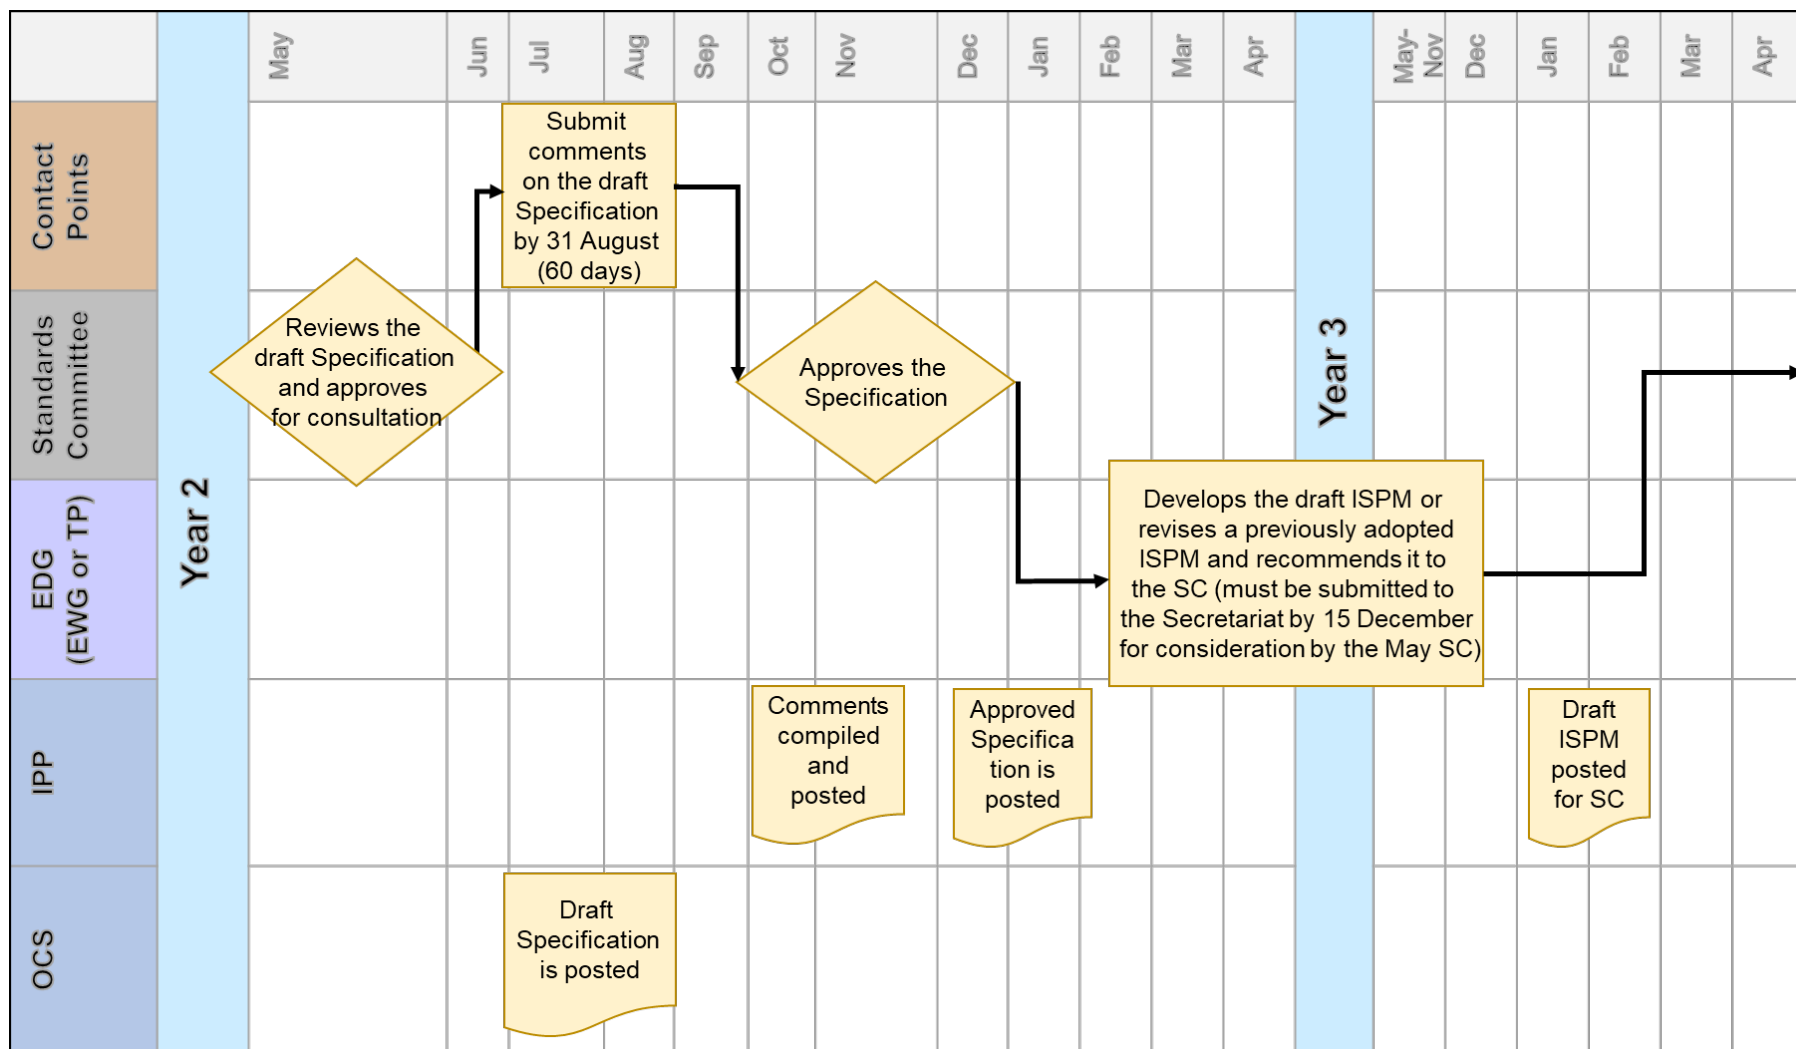 May
Jun
Jul
Aug
Sep
Oct
Nov
Dec
Jan
Feb
Mar
Apr
May-
Nov
Dec
Jan
Feb
Mar
Apr
Year 2
Year 3
Contact
Points
Submit
comments
on the draft
Specification
by 31 August
(60 days)
Standards
Committee
Reviews the
draft Specification
and approves
for consultation
Approves the
Specification
EDG
(EWG or TP)
Develops the draft ISPM or
revises a previously adopted
ISPM and recommends it to
the SC (must be submitted to
the Secretariat by 15 December
for consideration by the May SC)
IPP
Comments
compiled
and
posted
Approved
Specifica
tion is
posted
Draft
ISPM
posted
for SC
OCS
Draft
Specification
is posted